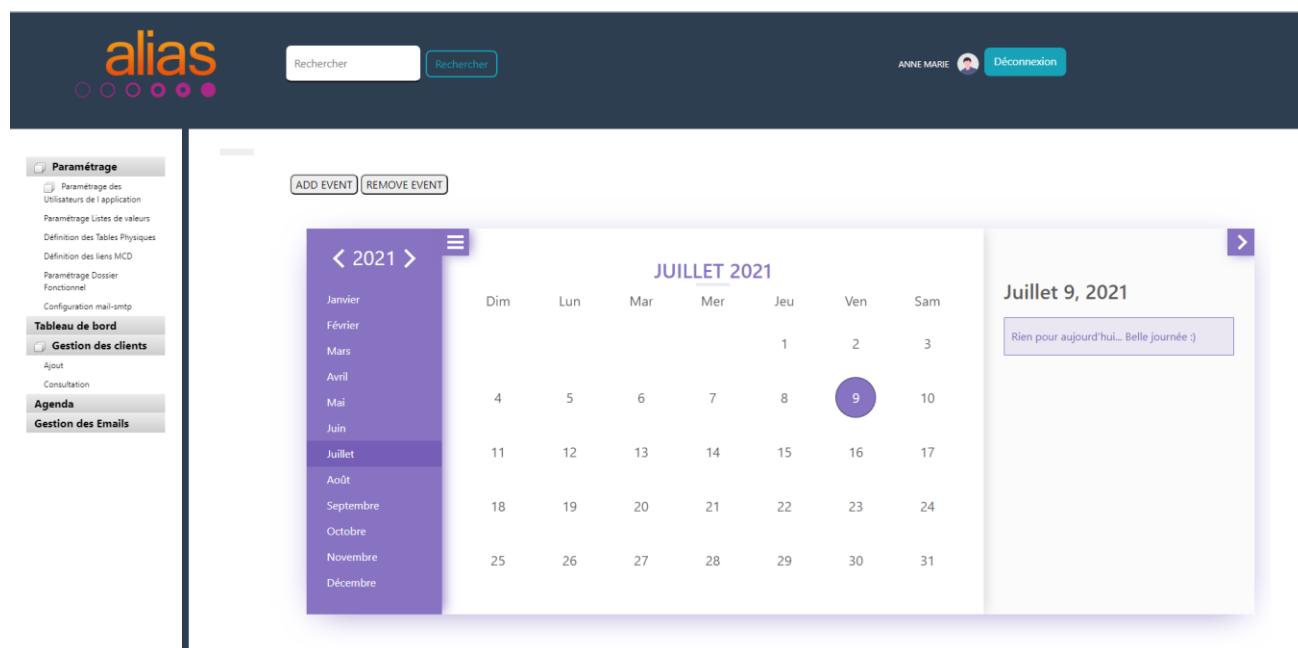 alias
Rechercher
Rechercher
ANNE MARIE
Déconnexion
Paramétrage
Paramétrage des
Utilisateurs de l application
Paramétrage Listes de valeurs
Définition des Tables Physiques
Définition des liens MCD
Paramétrage Dossier
Fonctionnel
Configuration mail-smtp
Tableau de bord
Gestion des clients
Ajout
Consultation
Agenda
Gestion des Emails
ADD EVENT REMOVE EVENT
2021
Janvier
Février
Mars
Avril
Mai
Juin
Juillet
Août
Septembre
Octobre
Novembre
Décembre
JUILLET 2021
Dim Lun Mar Mer Jeu Ven Sam
1 2 3
4 5 6 7 8 9 10
11 12 13 14 15 16 17
18 19 20 21 22 23 24
25 26 27 28 29 30 31
Juillet 9, 2021
Rien pour aujourd'hui... Belle journée :)